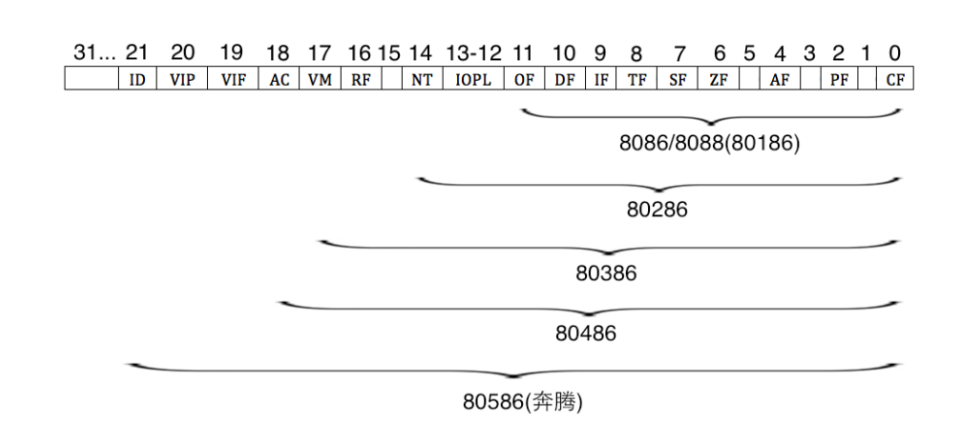 31... 21 20 19 18 17 16 15 14 13-12 11 10 9 8 7 6 5 4 3 2 1 0
ID VIP VIF AC VM RF NT IOPL OF DF IF TF SF ZF AF PF CF
8086/8088(80186)
80286
80386
80486
80586(奔腾)